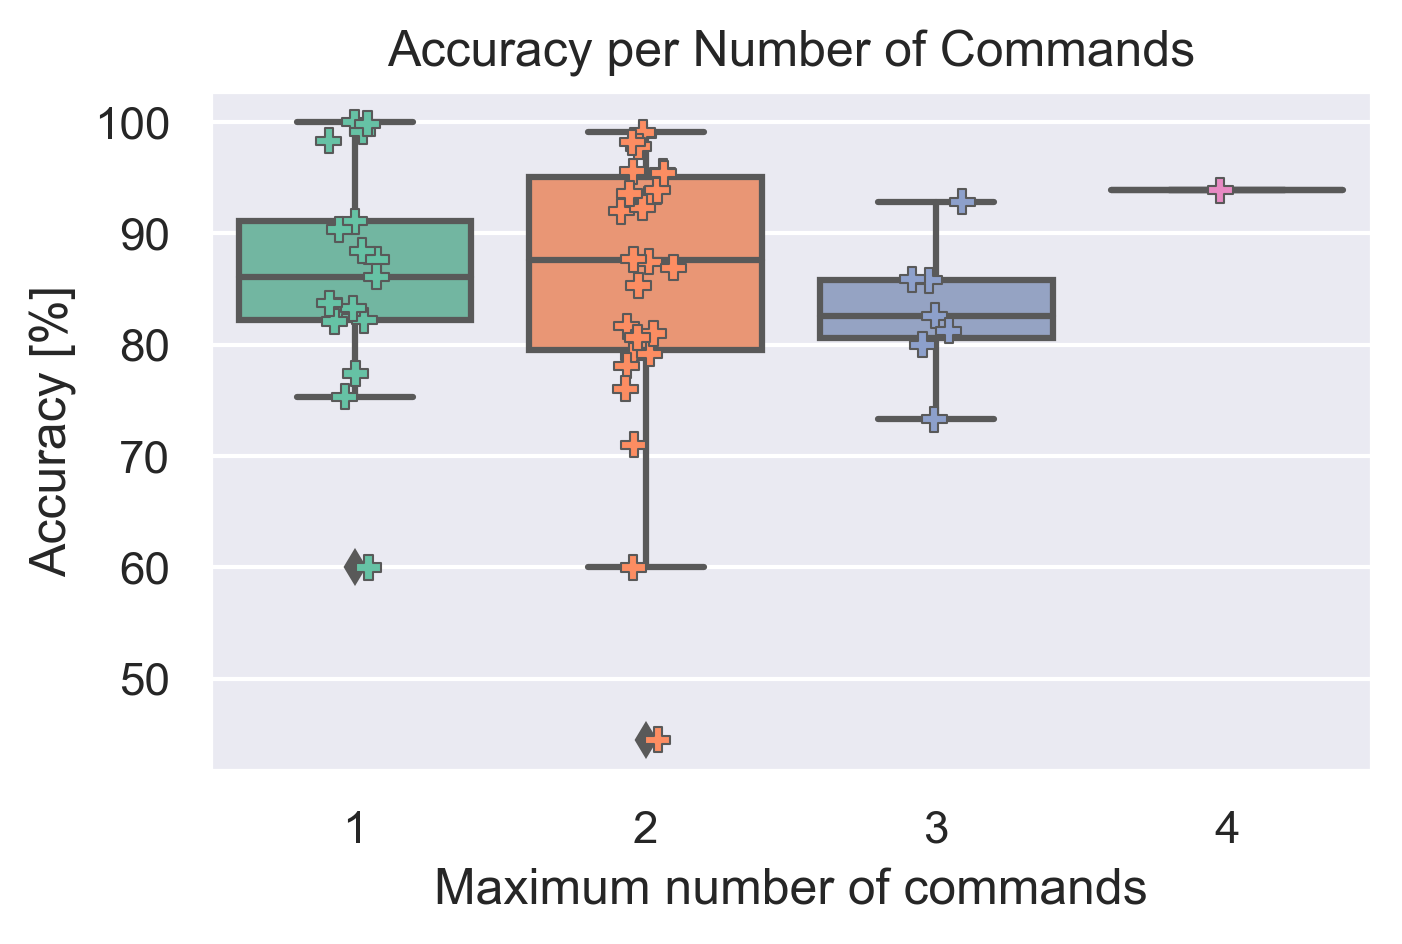 Accuracy per Number of Commands
Accuracy [%]
100
90
80
70
60
50
1 2 3 4
Maximum number of commands